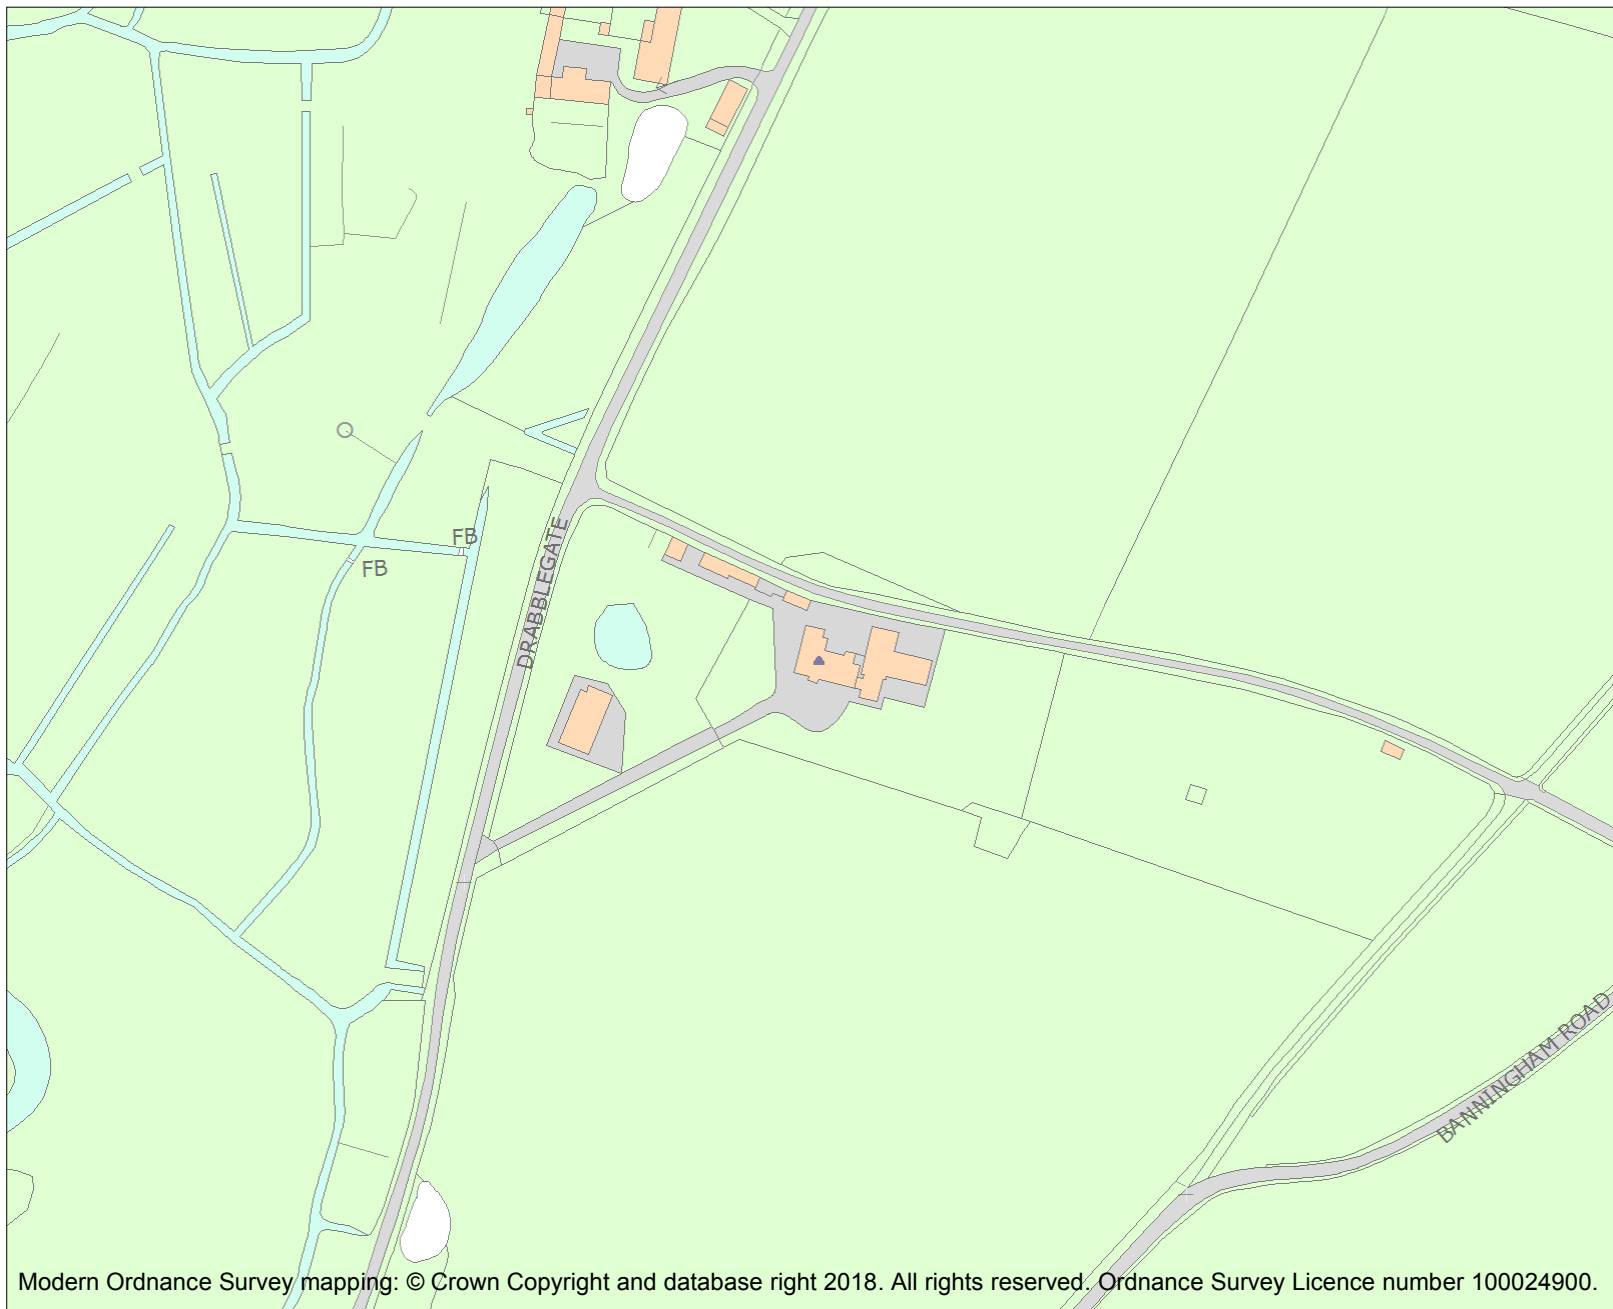 FB
DRABBLEGATE
FB
BANNINGHAM ROAD
Modern Ordnance Survey mapping: © Crown Copyright and database right 2018. All rights reserved. Ordnance Survey Licence number 100024900.